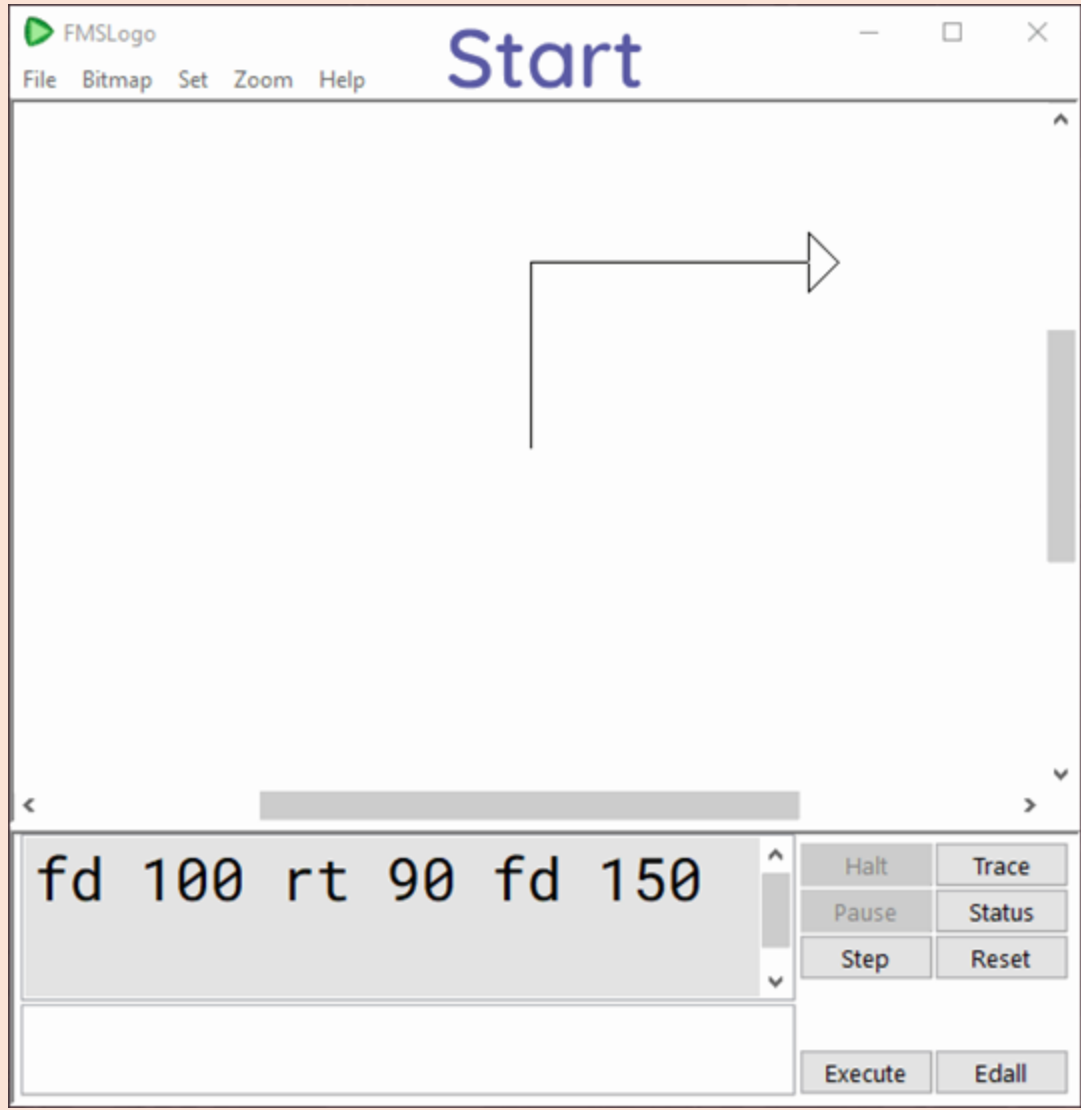 FMSLogo
Start
File Bitmap Set Zoom Help
fd 100 rt 90 fd 150
Halt Trace
Pause Status
Step Reset
Execute Edall